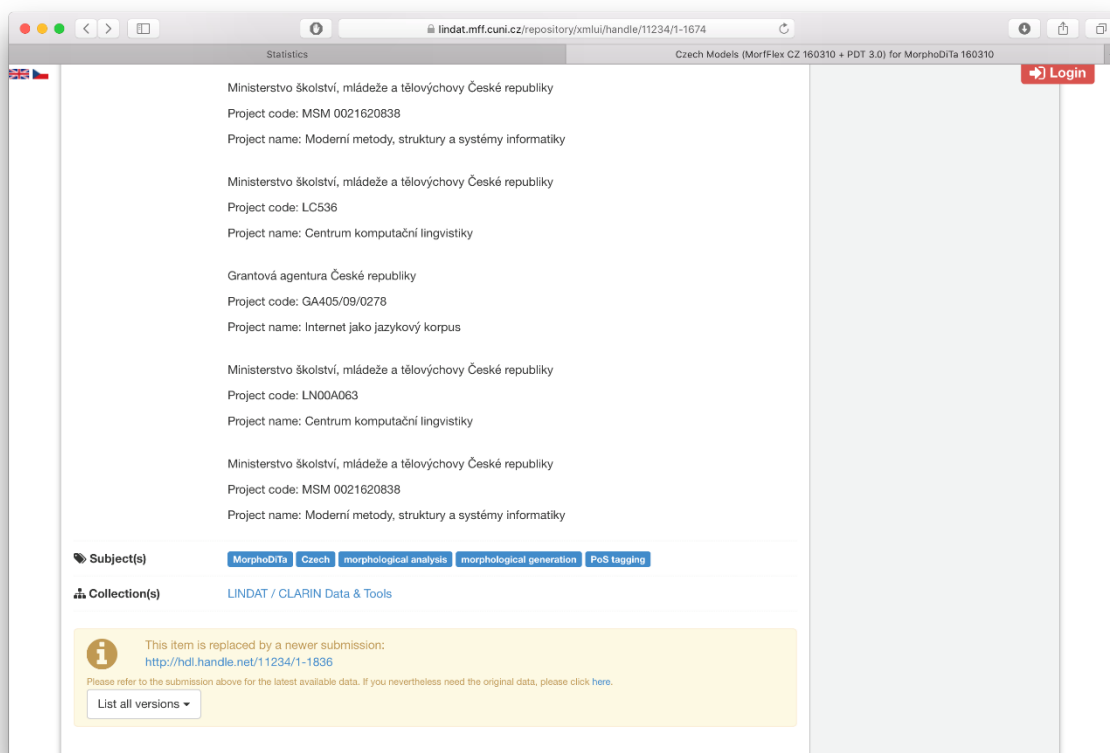 lindat.mff.cuni.cz/repository/xmlui/handle/11234/1-1674
Statistics
Czech Models (MorfFlex CZ 160310 + PDT 3.0) for MorphoDiTa 160310
Login
Ministerstvo školství, mládeže a tělovýchovy České republiky
Project code: MSM 0021620838
Project name: Moderní metody, struktury a systémy informatiky
Ministerstvo školství, mládeže a tělovýchovy České republiky
Project code: LC536
Project name: Centrum komputační lingvistiky
Grantová agentura České republiky
Project code: GA405/09/0278
Project name: Internet jako jazykový korpus
Ministerstvo školství, mládeže a tělovýchovy České republiky
Project code: LN00A063
Project name: Centrum komputační lingvistiky
Ministerstvo školství, mládeže a tělovýchovy České republiky
Project code: MSM 0021620838
Project name: Moderní metody, struktury a systémy informatiky
Subject(s) MorphoDiTa Czech morphological analysis morphological generation PoS tagging
Collection(s) LINDAT / CLARIN Data & Tools
This item is replaced by a newer submission:
http://hdl.handle.net/11234/1-1836
Please refer to the submission above for the latest available data. If you nevertheless need the original data, please click here.
List all versions